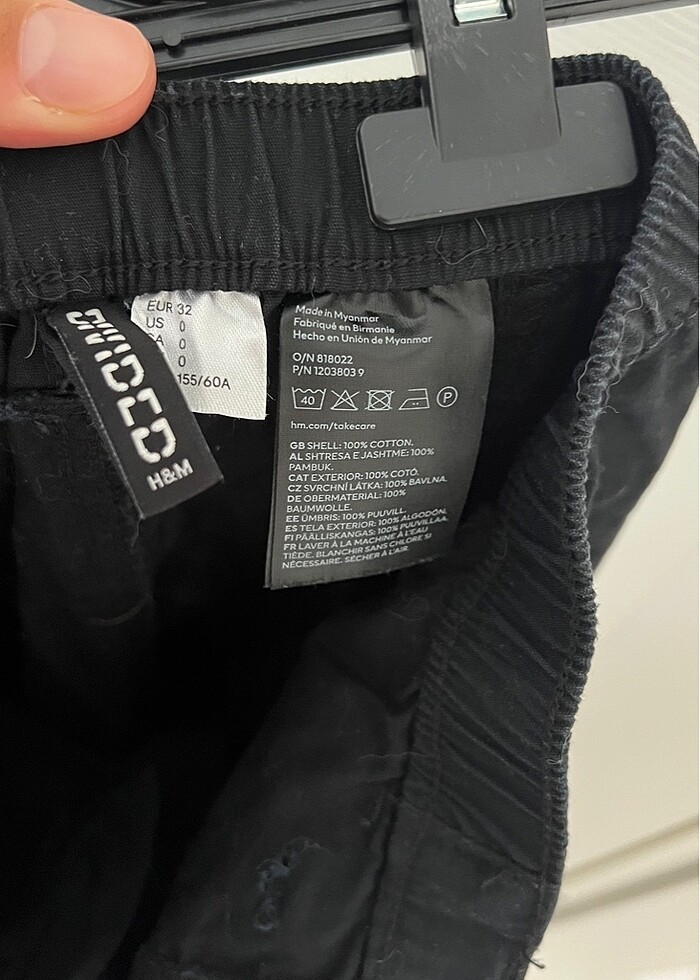 DIVIDED
H&M
EUR 32
US 0
0
155/60A
Made in Myanmar
Fabriqué en Birmanie
Hecho en Unión de Myanmar
O/N 818022
P/N 1203803 9
40
P
hm.com/takecare
GB SHELL: 100% COTTON.
AL SHTRESA E JASHTME: 100%
PAMBUK.
CAT EXTERIOR: 100% COTÓ.
CZ SVRCHNÍ LÁTKA: 100% BAVLNA.
DE OBERMATERIAL: 100%
BAUMWOLLE.
EE ÜMBRIS: 100% PUUVILL.
ES TELA EXTERIOR: 100% ALGODÓN.
FI PÄÄLLISKANGAS: 100% PUUVILLAA.
FR LAVER À LA MACHINE À L'EAU
TIÈDE. BLANCHIR SANS CHLORE SI
NÉCESSAIRE. SÉCHER À L'AIR.